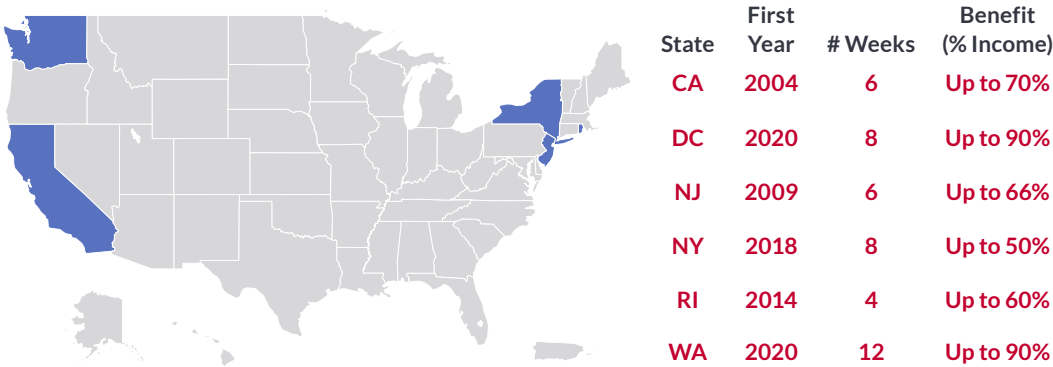 First Benefit
State Year # Weeks (% Income)
CA 2004 6 Up to 70%
DC 2020 8 Up to 90%
NJ 2009 6 Up to 66%
NY 2018 8 Up to 50%
RI 2014 4 Up to 60%
WA 2020 12 Up to 90%